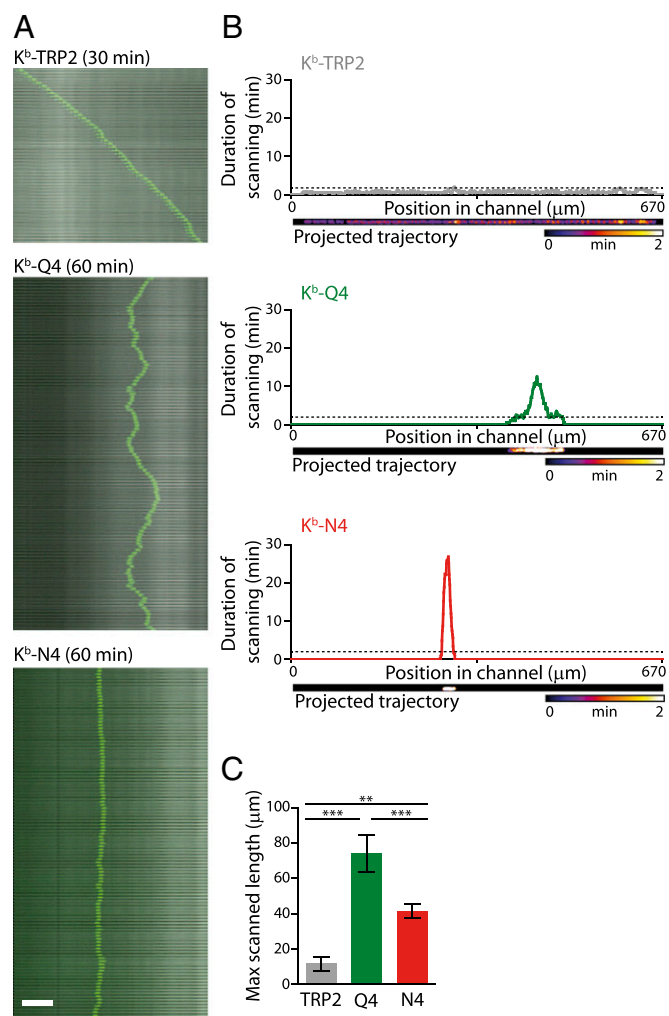 A
Kᵇ-TRP2 (30 min)
Kᵇ-Q4 (60 min)
Kᵇ-N4 (60 min)
B
Kᵇ-TRP2
Duration of
scanning (min)
30
20
10
0
0
Position in channel (μm)
670
Projected trajectory
0
min
2
Kᵇ-Q4
Duration of
scanning (min)
30
20
10
0
0
Position in channel (μm)
670
Projected trajectory
0
min
2
Kᵇ-N4
Duration of
scanning (min)
30
20
10
0
0
Position in channel (μm)
670
Projected trajectory
0
min
2
C
Max scanned length (μm)
100
80
60
40
20
0
**
*** ***
TRP2 Q4 N4